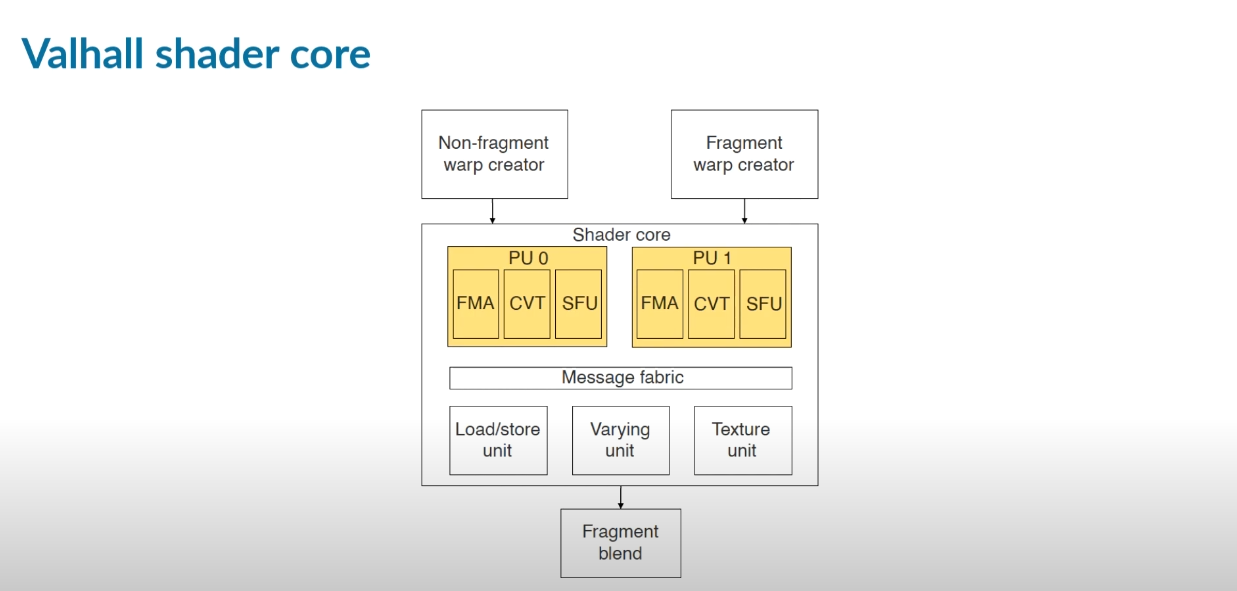 Valhall shader core
Non-fragment
warp creator
Fragment
warp creator
Shader core
PU 0
FMA CVT SFU
PU 1
FMA CVT SFU
Message fabric
Load/store
unit
Varying
unit
Texture
unit
Fragment
blend